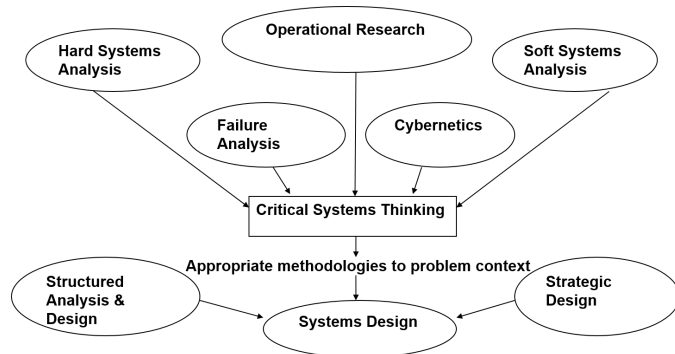 Operational Research
Hard Systems
Analysis
Soft Systems
Analysis
Failure
Analysis
Cybernetics
Critical Systems Thinking
Appropriate methodologies to problem context
Structured
Analysis &
Design
Strategic
Design
Systems Design